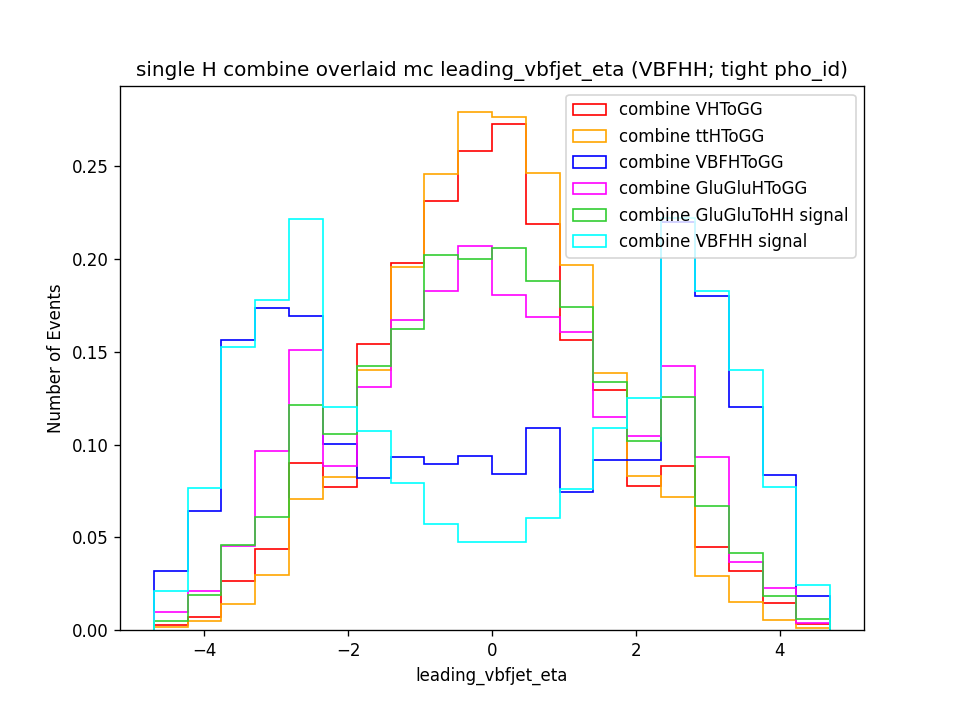 single H combine overlaid mc leading_vbfjet_eta (VBFHH; tight pho_id)
combine VHToGG
combine ttHToGG
combine VBFHToGG
combine GluGluHToGG
combine GluGluToHH signal
combine VBFHH signal
Number of Events
0.25
0.20
0.15
0.10
0.05
0.00
−4
−2
0
2
4
leading_vbfjet_eta